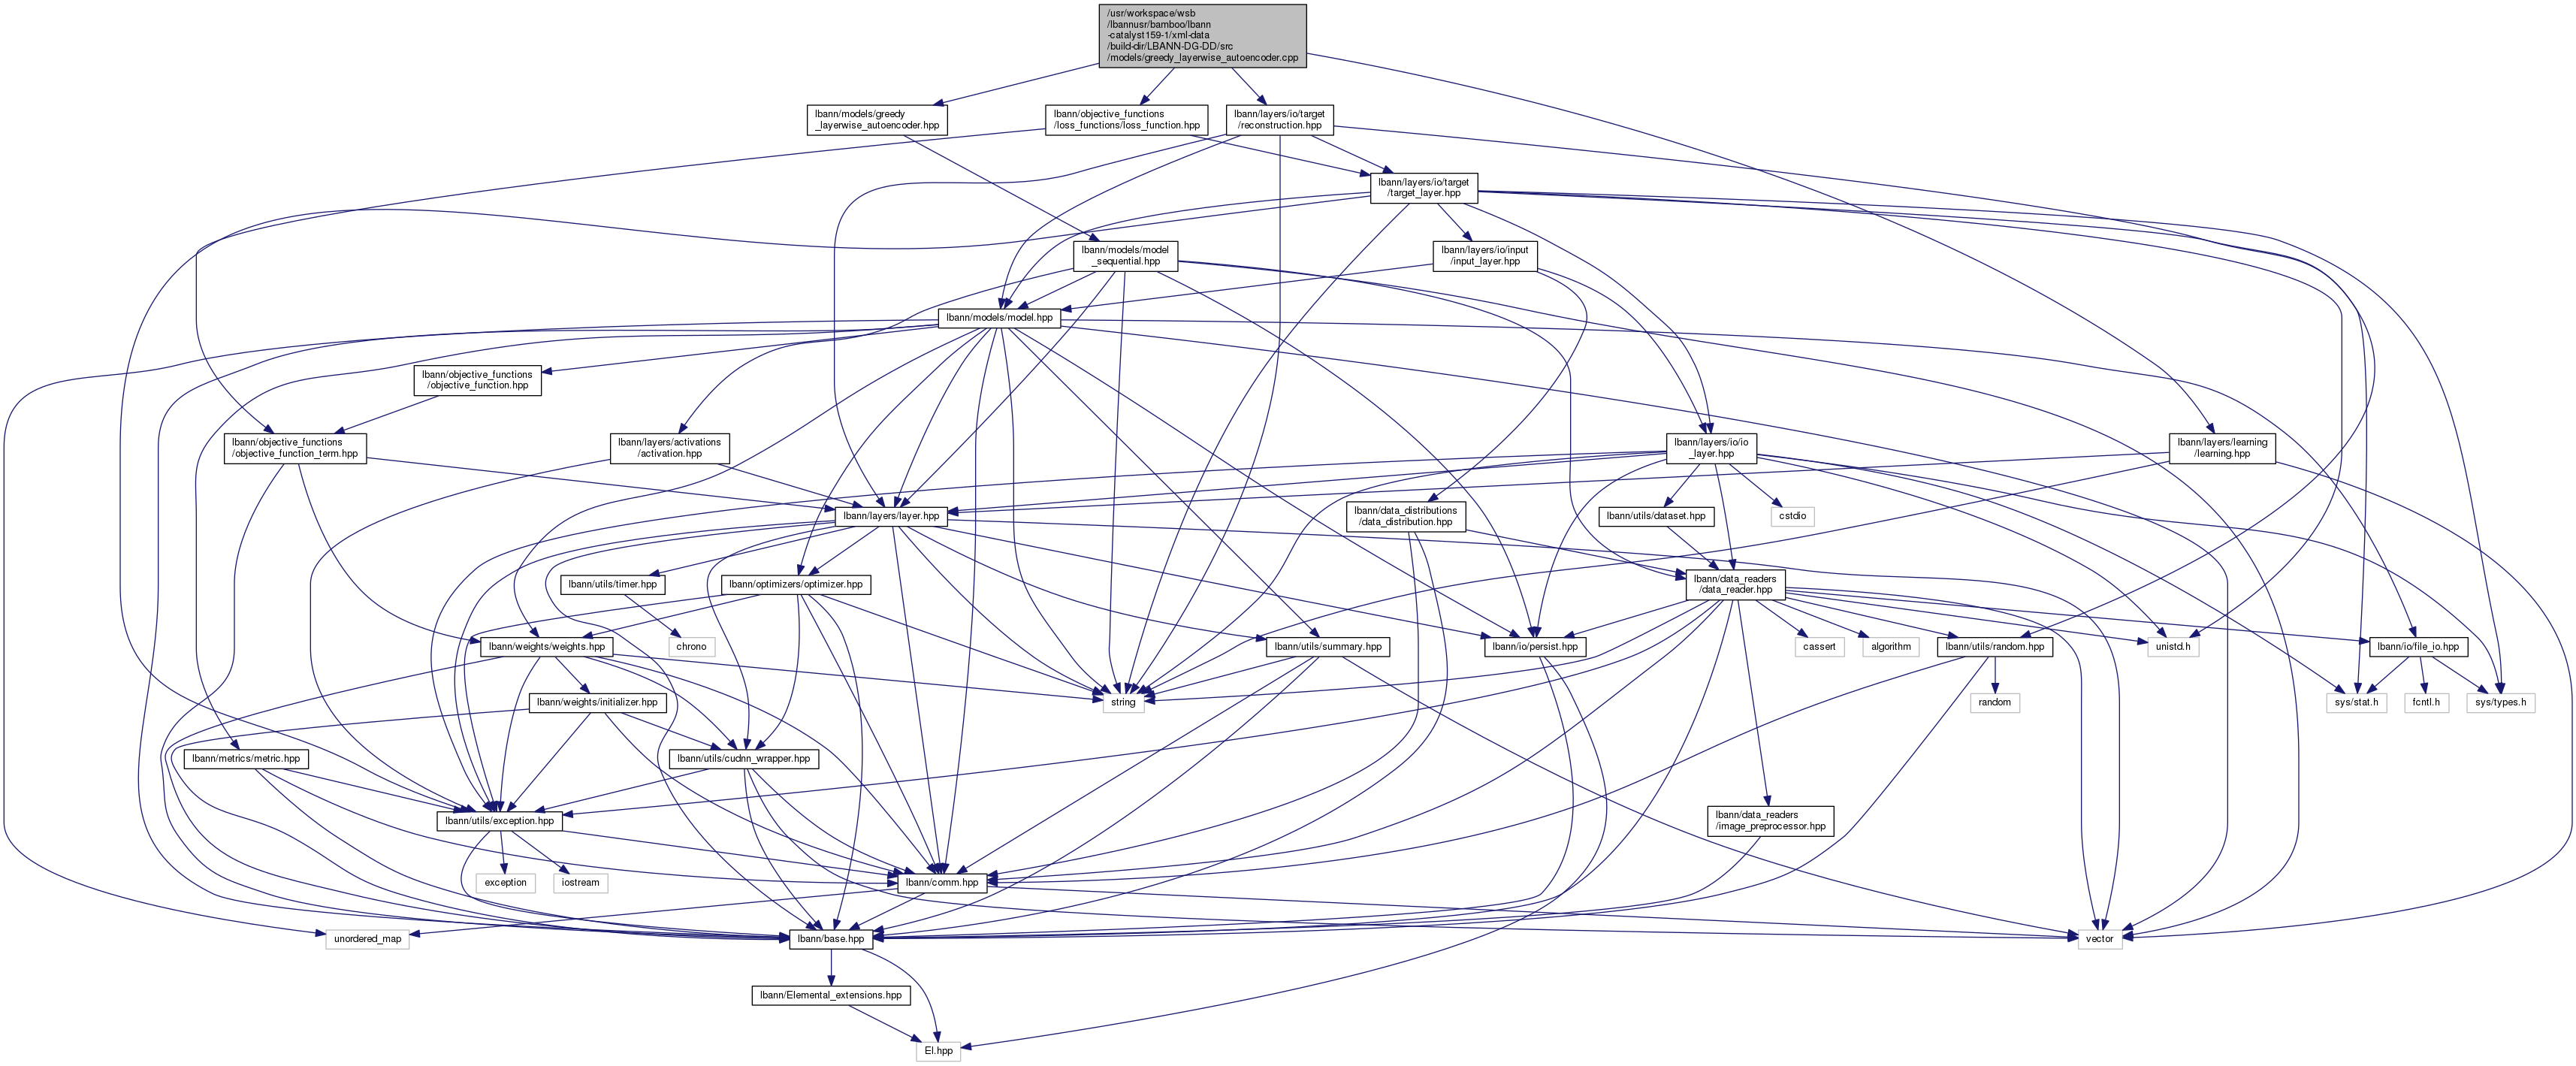 /usr/workspace/wsb
/lbannusr/bamboo/lbann
-catalyst159-1/xml-data
/build-dir/LBANN-DG-DD/src
/models/greedy_layerwise_autoencoder.cpp
lbann/models/greedy
_layerwise_autoencoder.hpp
lbann/objective_functions
/loss_functions/loss_function.hpp
lbann/layers/io/target
/reconstruction.hpp
lbann/layers/io/target
/target_layer.hpp
lbann/models/model
_sequential.hpp
lbann/layers/io/input
/input_layer.hpp
lbann/models/model.hpp
lbann/objective_functions
/objective_function.hpp
lbann/objective_functions
/objective_function_term.hpp
lbann/layers/activations
/activation.hpp
lbann/layers/io/io
_layer.hpp
lbann/layers/learning
/learning.hpp
lbann/layers/layer.hpp
lbann/data_distributions
/data_distribution.hpp
lbann/utils/dataset.hpp
cstdio
lbann/utils/timer.hpp
lbann/optimizers/optimizer.hpp
lbann/data_readers
/data_reader.hpp
lbann/weights/weights.hpp
chrono
lbann/utils/summary.hpp
lbann/io/persist.hpp
cassert
algorithm
lbann/utils/random.hpp
unistd.h
lbann/io/file_io.hpp
lbann/weights/initializer.hpp
string
random
sys/stat.h
fcntl.h
sys/types.h
lbann/metrics/metric.hpp
lbann/utils/cudnn_wrapper.hpp
lbann/utils/exception.hpp
lbann/data_readers
/image_preprocessor.hpp
exception
iostream
lbann/comm.hpp
unordered_map
lbann/base.hpp
vector
lbann/Elemental_extensions.hpp
El.hpp